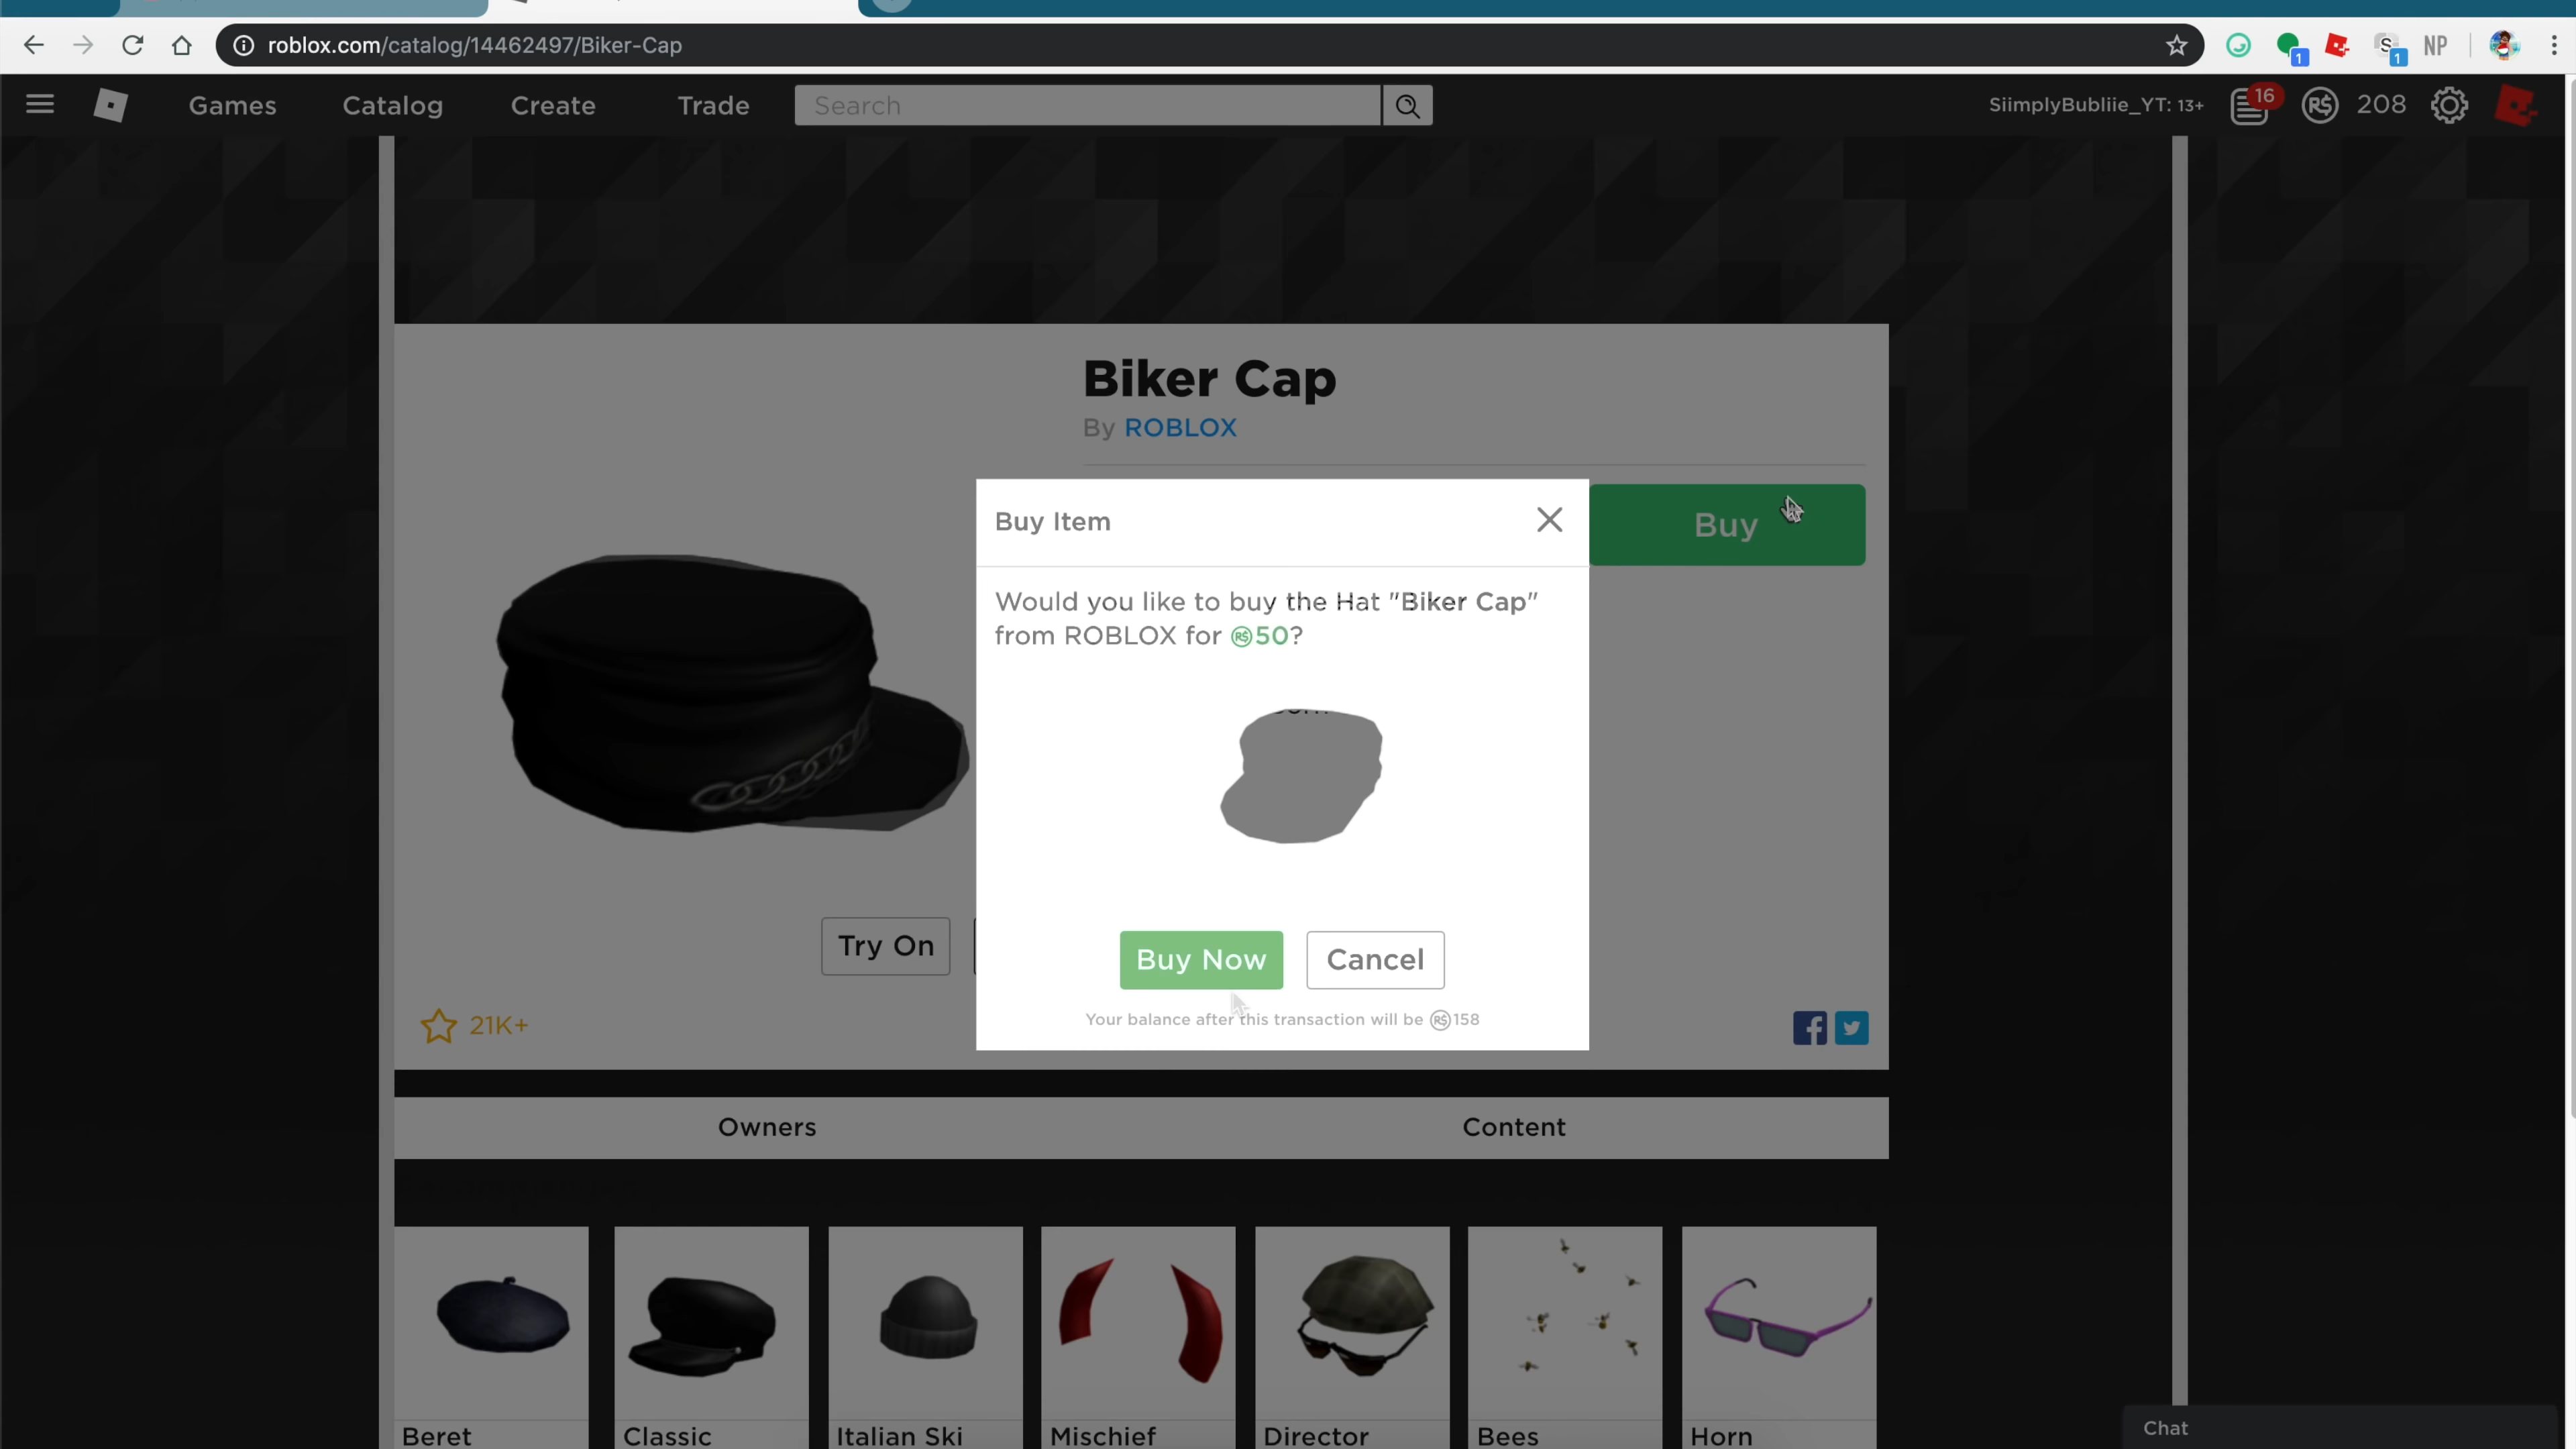 roblox.com/catalog/14462497/Biker-Cap
1
S
1
NP
Games
Catalog
Create
Trade
Search
SiimplyBubliie_YT: 13+
16
R$
208
Biker Cap
By ROBLOX
Buy
Buy Item
Would you like to buy the Hat "Biker Cap"
from ROBLOX for R$50?
Try On
Buy Now
Cancel
Your balance after this transaction will be R$158
21K+
Owners
Content
Beret
Classic
Italian Ski
Mischief
Director
Bees
Horn
Chat